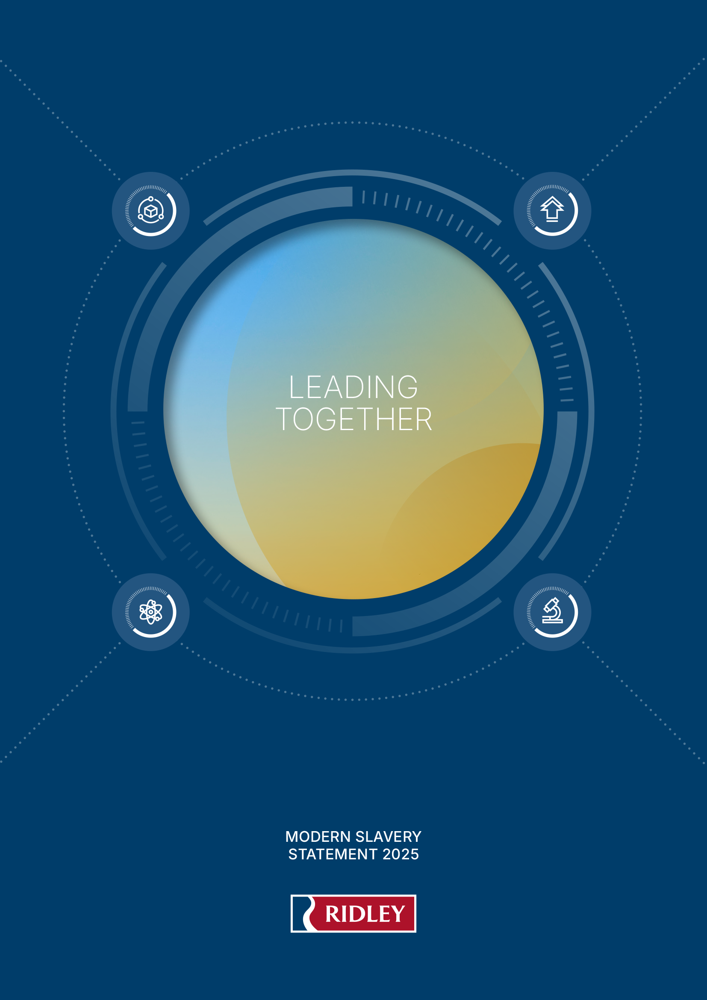 LEADING
TOGETHER
MODERN SLAVERY
STATEMENT 2025
RIDLEY